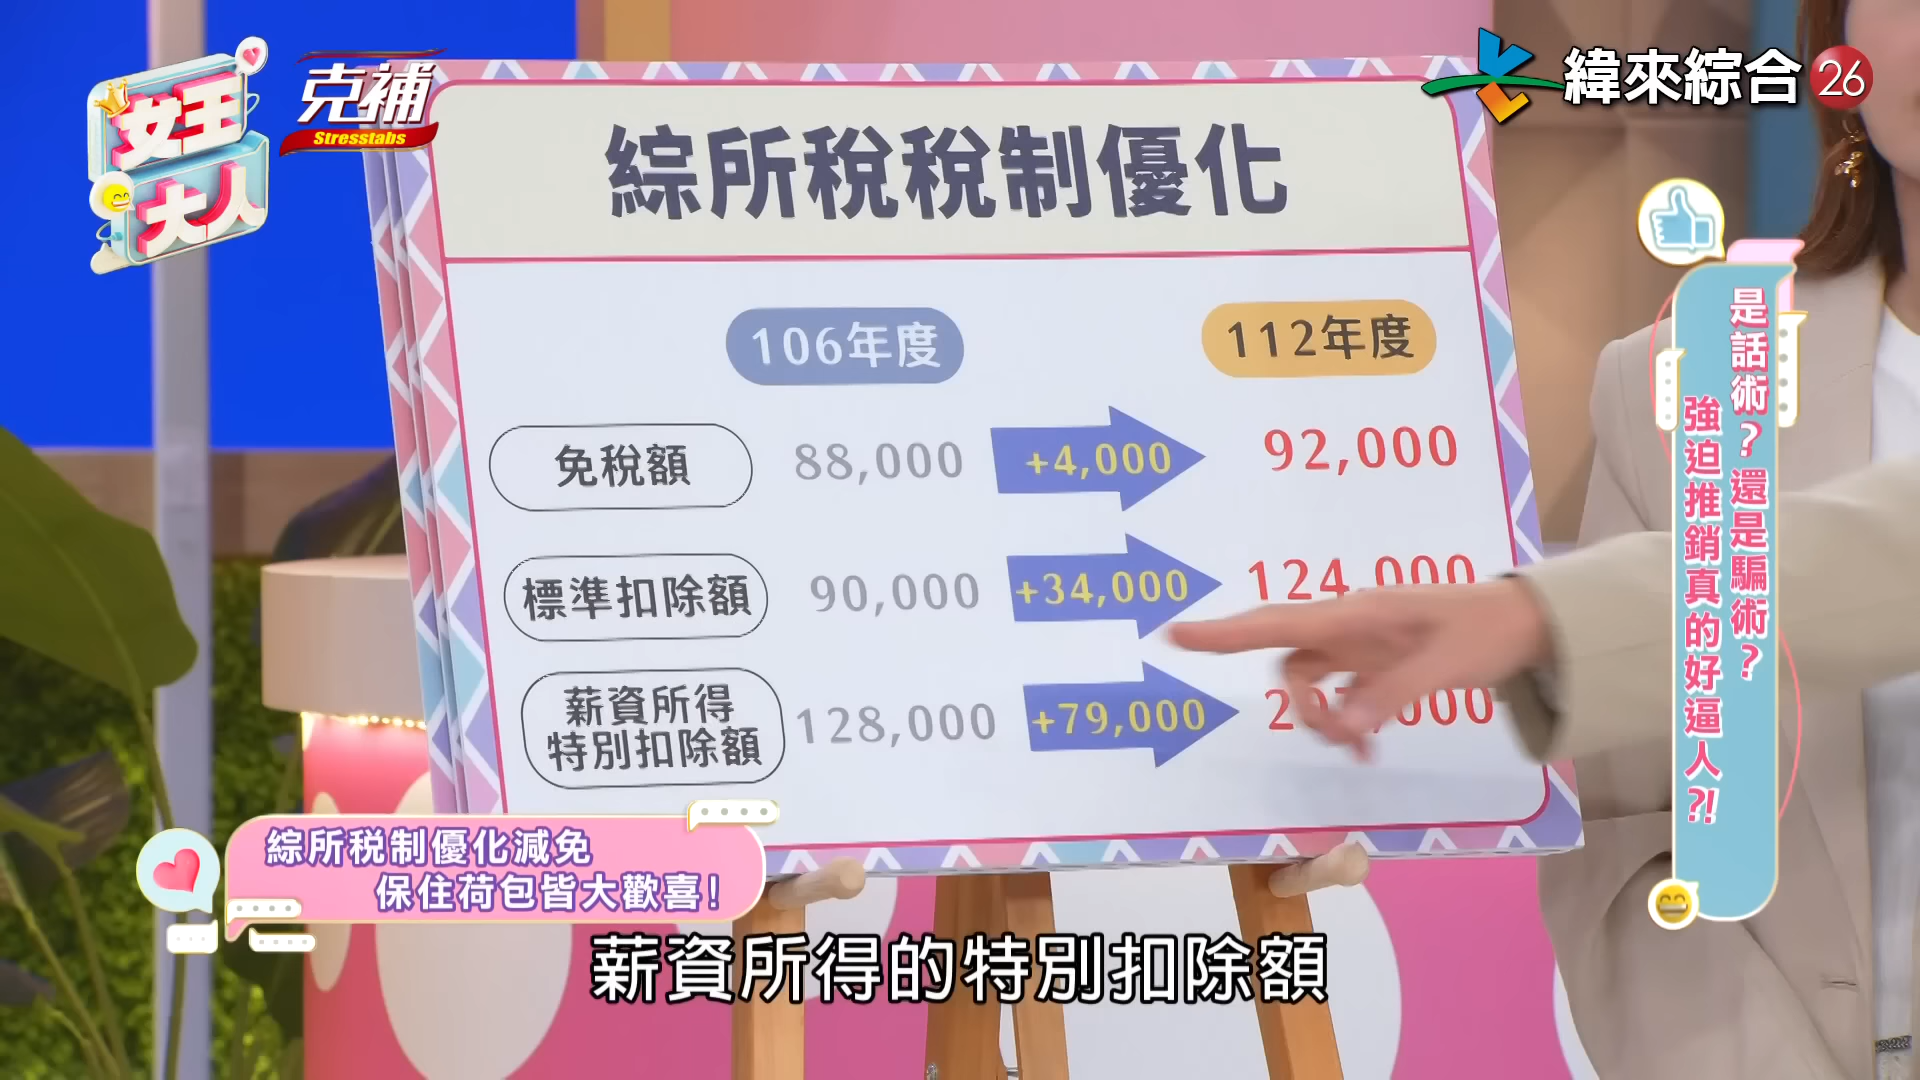 女王
大人
克補
Stresstabs
緯來綜合 26
綜所稅稅制優化
106年度
112年度
免稅額 88,000 +4,000 92,000
標準扣除額 90,000 +34,000 124,000
薪資所得
特別扣除額
128,000 +79,000
是話術?還是騙術?
強迫推銷真的好逼人?!
綜所稅制優化減免
保住荷包皆大歡喜!
薪資所得的特別扣除額